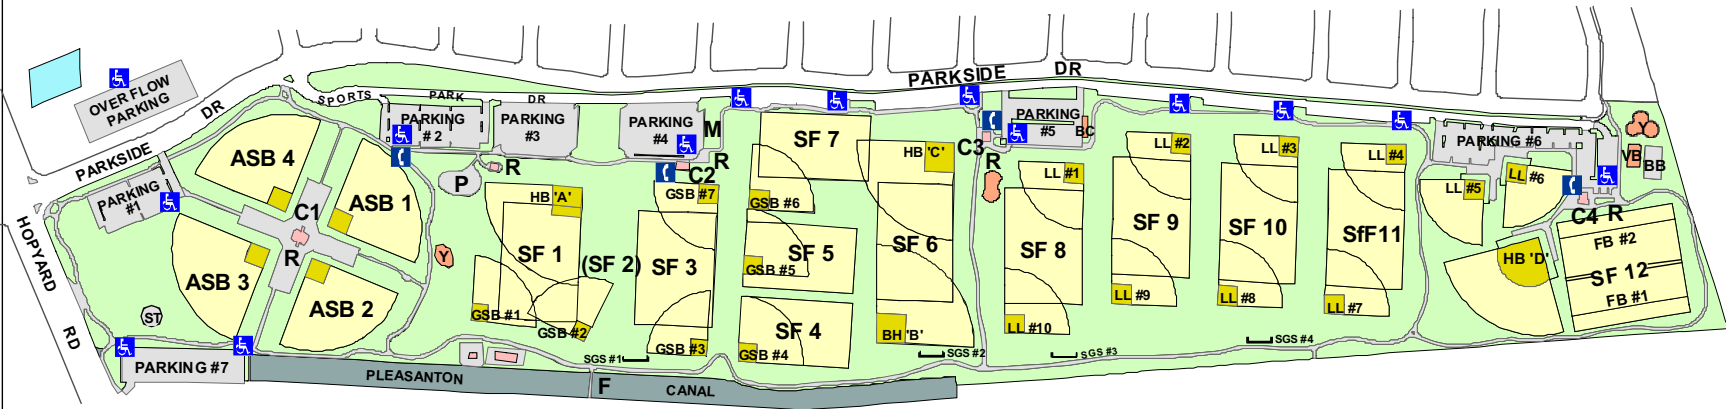 PARKSIDE DR
OVER FLOW
PARKING
PARKSIDE
DR
SPORTS PARK DR
PARKING
# 2
PARKING
#3
PARKING
#4
M
PARKING
#5
BC
PARKING #6
Y
VB
BB
PARKING
#1
HOPYARD
RD
ASB 4
ASB 1
C1
R
ASB 3
ASB 2
ST
PARKING #7
P
R
Y
HB 'A'
SF 1
GSB #1
(SF 2)
GSB #2
R
C2
GSB #7
SF 3
GSB #3
SF 7
GSB #6
SF 5
GSB #5
SF 4
GSB #4
HB 'C'
SF 6
BH 'B'
C3
R
LL #1
SF 8
LL #10
LL #2
SF 9
LL #9
LL #3
SF 10
LL #8
LL #4
SfF11
LL #7
LL #5
LL #6
C4 R
HB 'D'
FB #2
SF 12
FB #1
SGS #1
SGS #2
SGS #3
SGS #4
PLEASANTON
F
CANAL